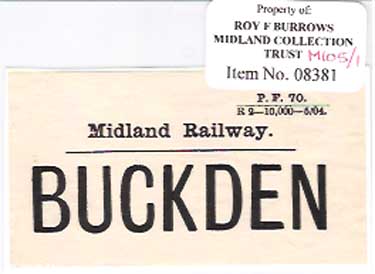 Property of:
ROY F BURROWS
MIDLAND COLLECTION
TRUST M105/1
Item No. 08381
P. F. 70.
R 2—10,000—5/04.
Midland Railway.
BUCKDEN